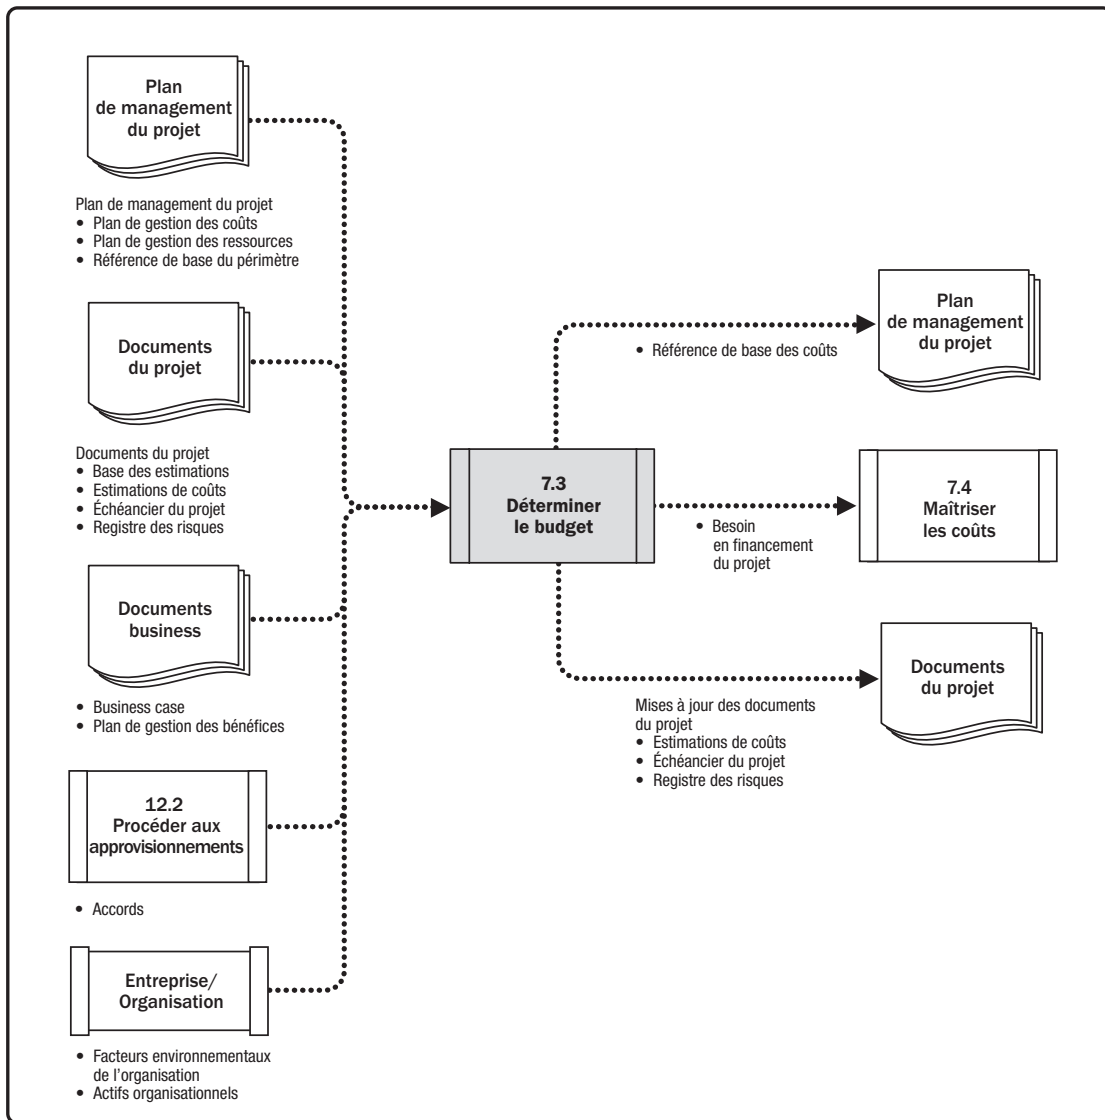 Plan
de management
du projet
Plan de management du projet
• Plan de gestion des coûts
• Plan de gestion des ressources
• Référence de base du périmètre
Documents
du projet
Documents du projet
• Base des estimations
• Estimations de coûts
• Échéancier du projet
• Registre des risques
Documents
business
• Business case
• Plan de gestion des bénéfices
12.2
Procéder aux
approvisionnements
• Accords
Entreprise/
Organisation
• Facteurs environnementaux
de l'organisation
• Actifs organisationnels
7.3
Déterminer
le budget
• Référence de base des coûts
Plan
de management
du projet
• Besoin
en financement
du projet
7.4
Maîtriser
les coûts
Mises à jour des documents
du projet
• Estimations de coûts
• Échéancier du projet
• Registre des risques
Documents
du projet